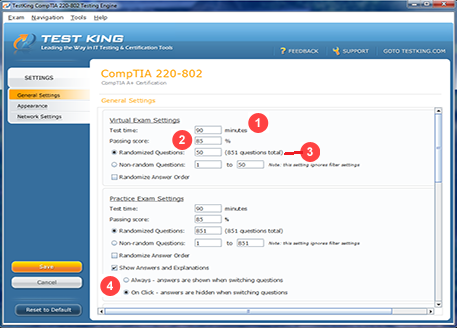 TestKing CompTIA 220-802 Testing Engine
Exam Navigation Tools Help
TEST KING
Leading the Way in IT Testing & Certification Tools
? FEEDBACK SUPPORT GOTO TESTKING.COM
SETTINGS
General Settings
Appearance
Network Settings
Save
Cancel
Reset to Default
CompTIA 220-802
CompTIA A+ Certification
General Settings
Virtual Exam Settings
Test time: 90 minutes 1
Passing score: 2 85 %
Randomized Questions: 50 (851 questions total) 3
Non-random Questions: 1 to 50 Note: this setting ignores filter settings
Randomize Answer Order
Practice Exam Settings
Test time: 90 minutes
Passing score: 85 %
Randomized Questions: 851 (851 questions total)
Non-random Questions: 1 to 851 Note: this setting ignores filter settings
Randomize Answer Order
Show Answers and Explanations
4 Always - answers are shown when switching questions
On Click - answers are hidden when switching questions